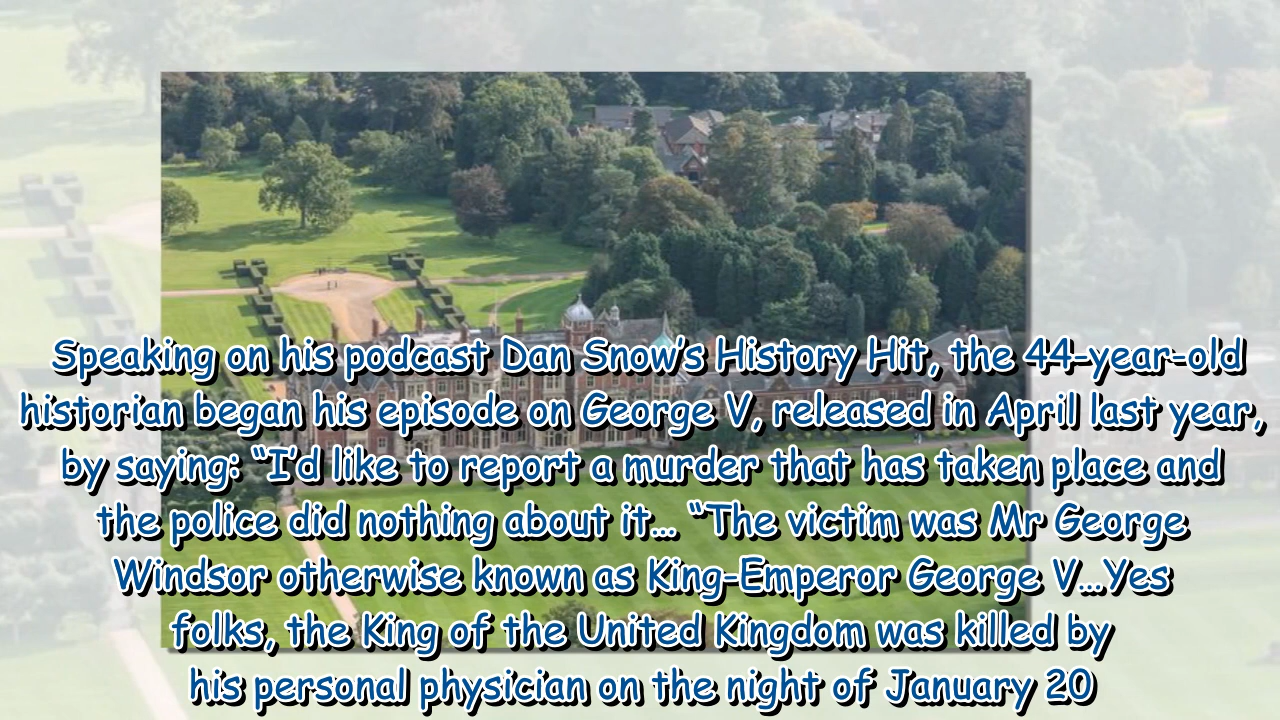 Speaking on his podcast Dan Snow's History Hit, the 44-year-old
historian began his episode on George V, released in April last year,
by saying: “I'd like to report a murder that has taken place and
the police did nothing about it... “The victim was Mr George
Windsor otherwise known as King-Emperor George V...Yes
folks, the King of the United Kingdom was killed by
his personal physician on the night of January 20